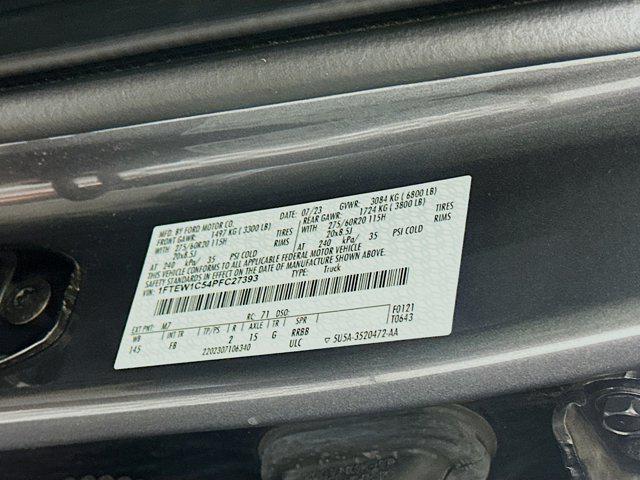 MFD. BY FORD MOTOR CO. DATE: 07/23 GVWR: 3084 KG ( 6800 LB)
FRONT GAWR: 1497 KG ( 3300 LB) REAR GAWR: 1724 KG ( 3800 LB)
WITH 275/60R20 115H TIRES WITH 275/60R20 115H TIRES
20x8.5J RIMS 20x8.5J RIMS
AT 240 kPa/ 35 PSI COLD AT 240 kPa/ 35 PSI COLD
THIS VEHICLE CONFORMS TO ALL APPLICABLE FEDERAL MOTOR VEHICLE
SAFETY STANDARDS IN EFFECT ON THE DATE OF MANUFACTURE SHOWN ABOVE.
1FTEW1C54PFC27393 TYPE: Truck
EXT PNT: M7 RC: 71 DSO: F0121
WB INT TR TP/PS R AXLE TR SPR T0643
145 FB 2 15 G RRBB
2202307106340 ULC ▽ SU5A-3520472-AA